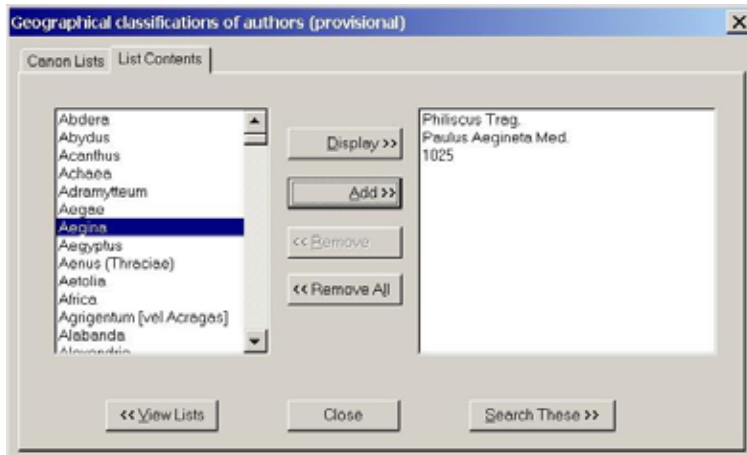 Geographical classifications of authors (provisional)
Canon Lists
List Contents
Abdera
Abydus
Acanthus
Achaea
Adramytteum
Aegae
Aegina
Aegyptus
Aenus (Thraciae)
Aetolia
Africa
Agrigentum [vel Acragas]
Alabanda
Alexandria
Display >>
Add >>
<< Remove
<< Remove All
Philiscus Trag.
Paulus Aegineta Med.
1025
<< View Lists
Close
Search These >>